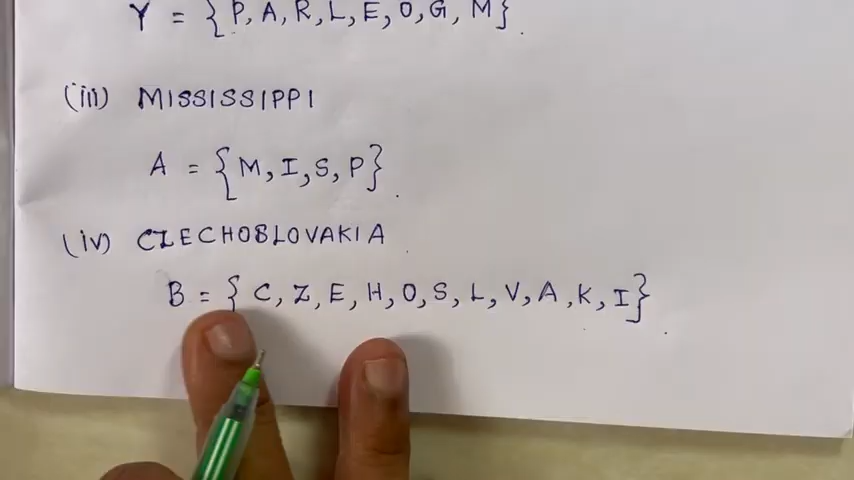 Y = {P, A, R, L, E, O, G, M}.
(iii) MISSISSIPPI
A = {M, I, S, P}.
(iv) CZECHOSLOVAKIA.
B = { C, Z, E, H, O, S, L, V, A, K, I}.